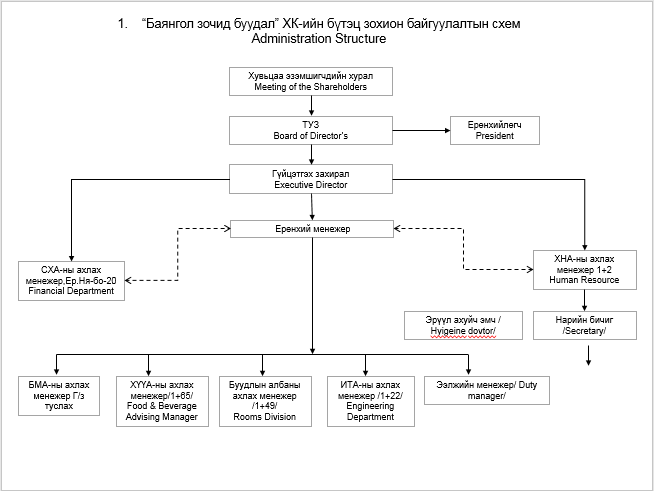 1. “Баянгол зочид буудал” ХК-ийн бүтэц зохион байгуулалтын схем
Administration Structure
Хувьцаа эзэмшигчдийн хурал
Meeting of the Shareholders
ТУЗ
Board of Director’s
Ерөнхийлөгч
President
Гүйцэтгэх захирал
Executive Director
Ерөнхий менежер
СХА-ны ахлах
менежер,Ер.Ня-бо-20
Financial Department
ХНА-ны ахлах
менежер 1+2
Human Resource
Эрүүл ахуйч эмч /
Hyigeine dovtor/
Нарийн бичиг
/Secretary/
БМА-ны ахлах
менежер Г/з
туслах
ХҮҮА-ны ахлах
менежер/1+65/
Food & Beverage
Advising Manager
Буудлын албаны
ахлах менежер
/1+49/
Rooms Division
ИТА-ны ахлах
менежер /1+22/
Engineering
Department
Ээлжийн менежер/ Duty
manager/